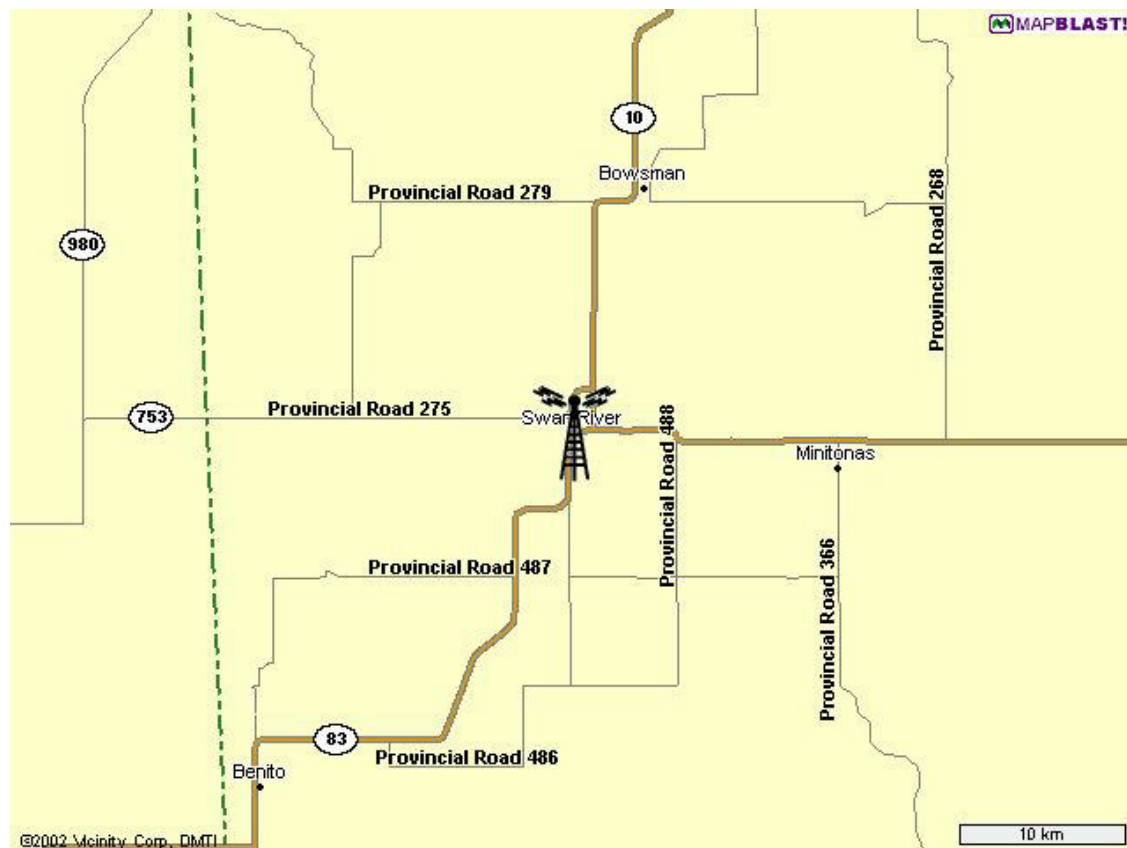 MAPBLAST!
10
Bowsman
Provincial Road 279
Provincial Road 268
980
753
Provincial Road 275
Swan River
Provincial Road 488
Minitonas
Provincial Road 487
Provincial Road 366
83
Provincial Road 486
Benito
©2002 Vicinity Corp, DMTI
10 km